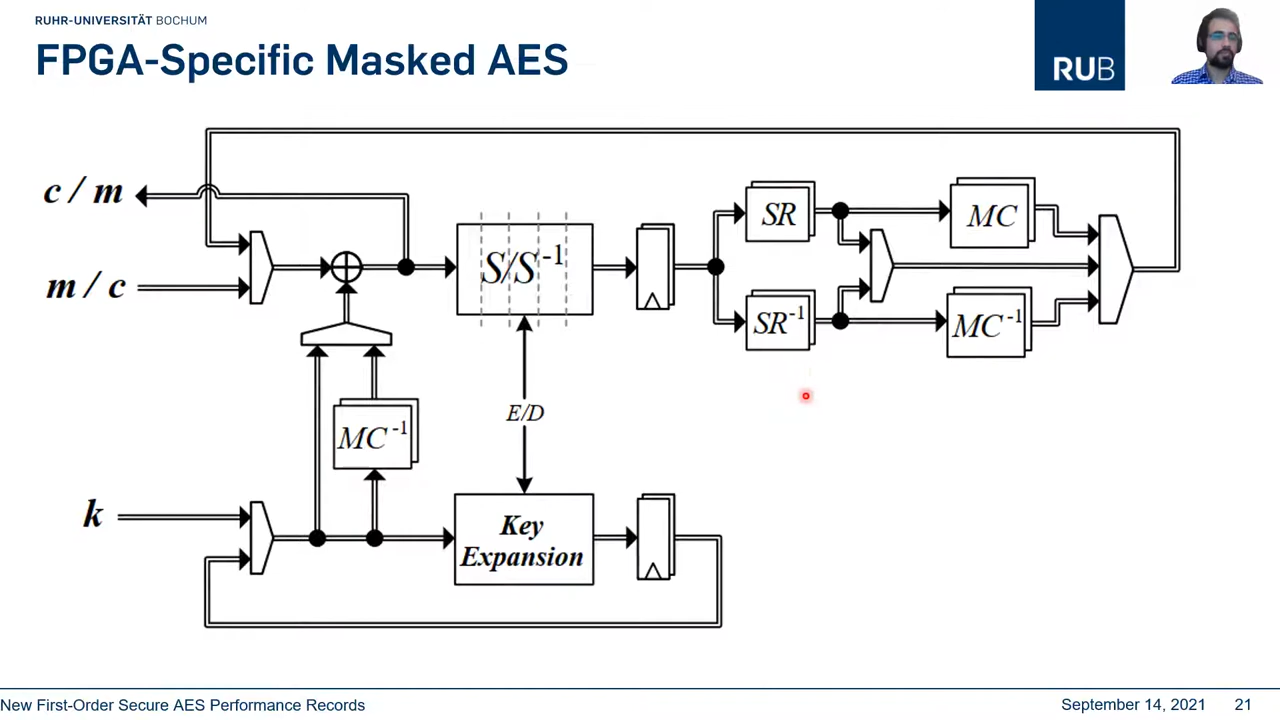 RUHR-UNIVERSITÄT BOCHUM
FPGA-Specific Masked AES
RUB
c / m
m / c
S/S⁻¹
SR
MC
SR⁻¹
MC⁻¹
E/D
MC⁻¹
k
Key
Expansion
New First-Order Secure AES Performance Records
September 14, 2021
21